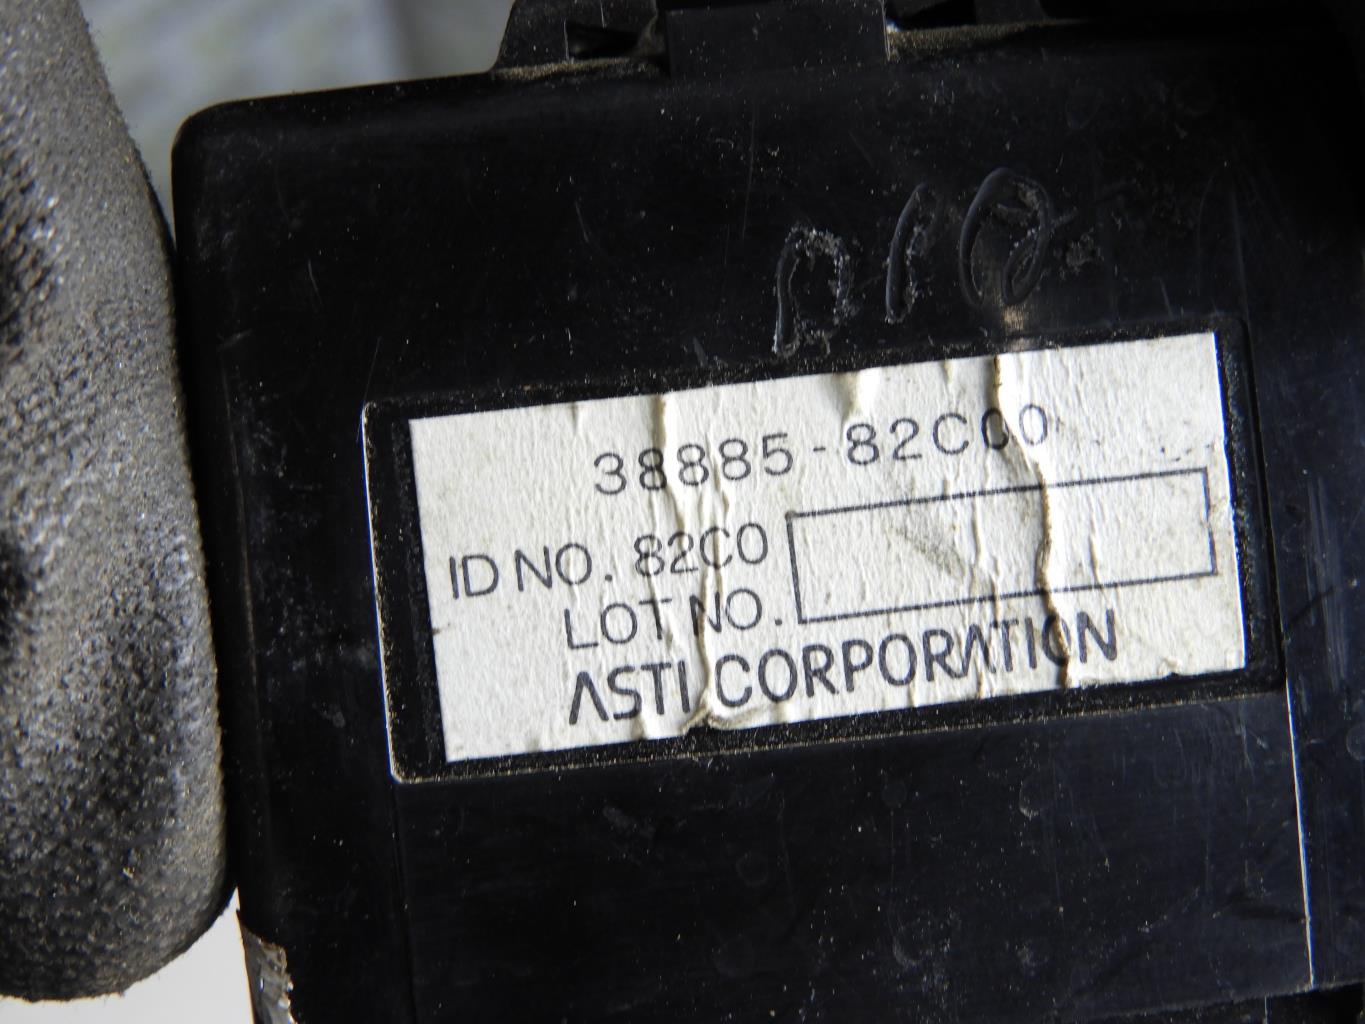 38885-82C00
ID NO. 82C0
LOT NO.
ASTI CORPORATION